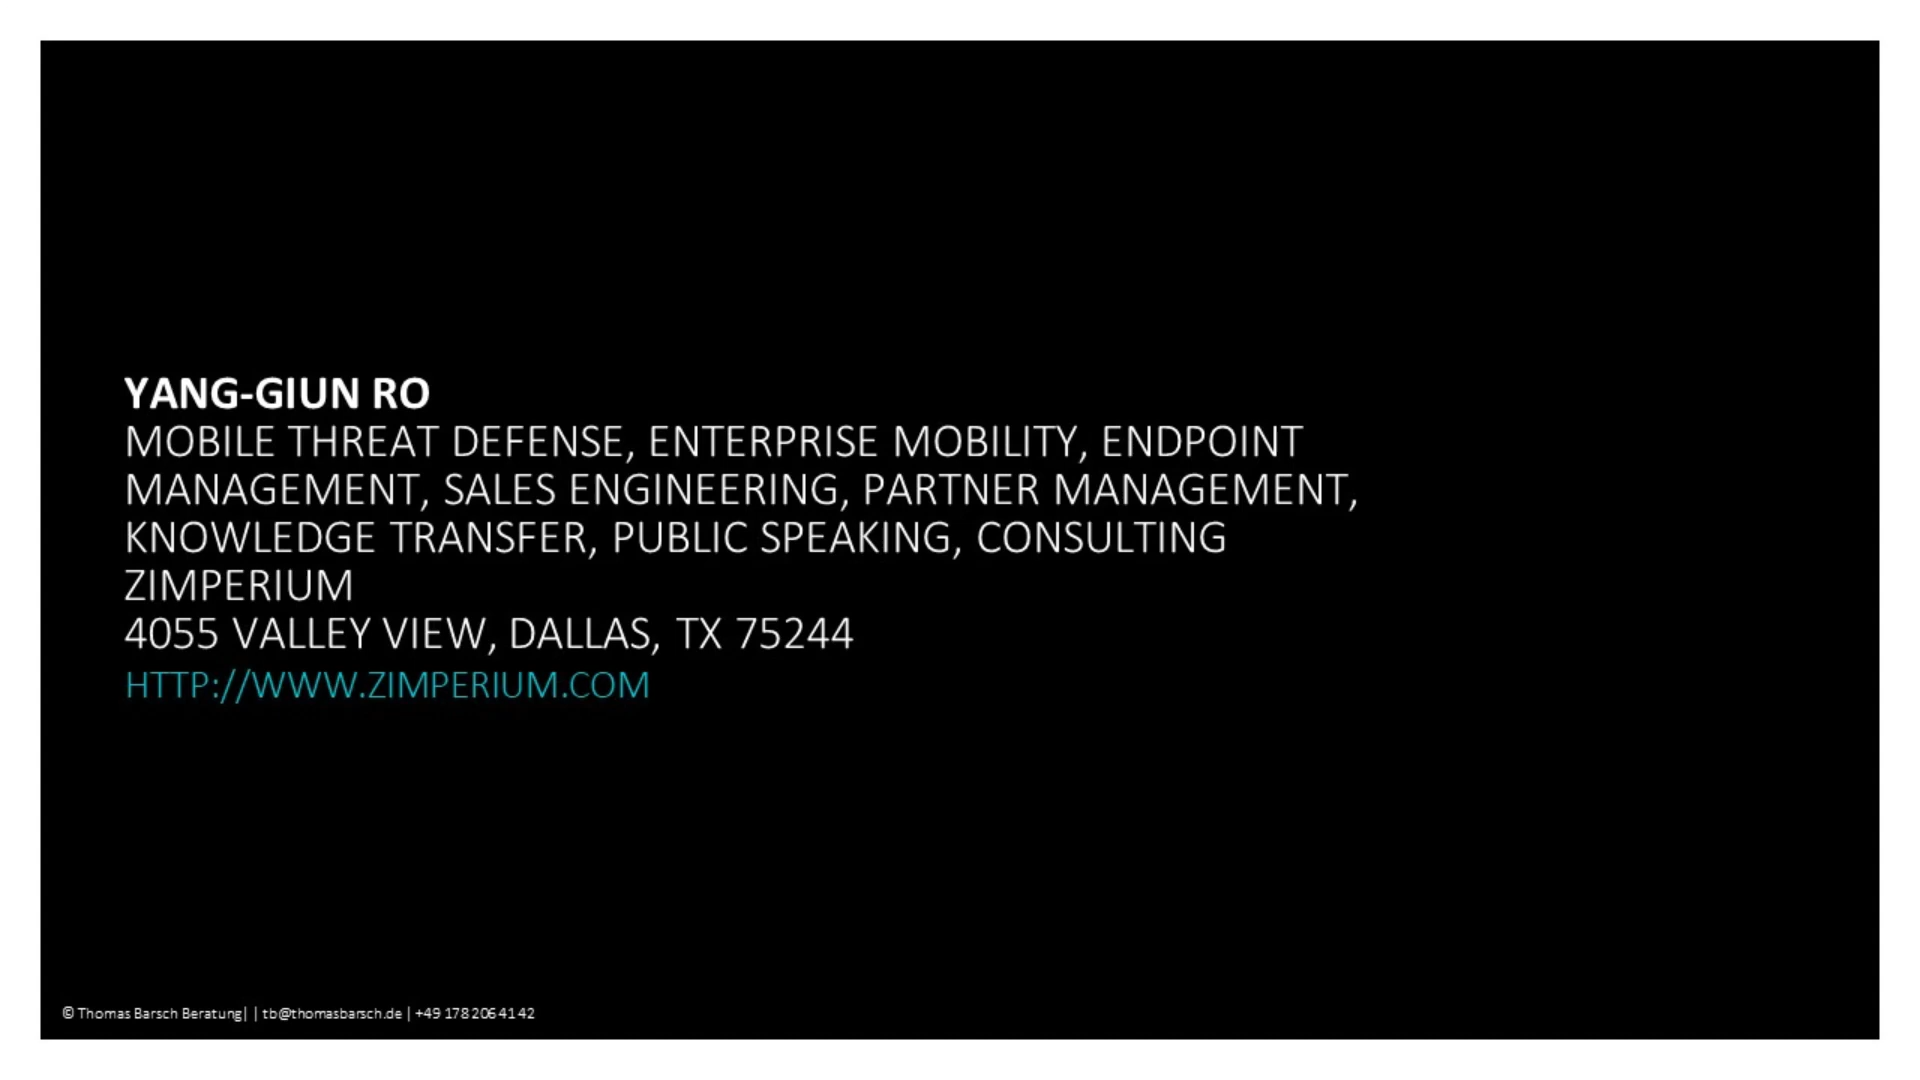 YANG-GIUN RO
MOBILE THREAT DEFENSE, ENTERPRISE MOBILITY, ENDPOINT
MANAGEMENT, SALES ENGINEERING, PARTNER MANAGEMENT,
KNOWLEDGE TRANSFER, PUBLIC SPEAKING, CONSULTING
ZIMPERIUM
4055 VALLEY VIEW, DALLAS, TX 75244
HTTP://WWW.ZIMPERIUM.COM
© Thomas Barsch Beratung| | tb@thomasbarsch.de | +49 178 206 41 42